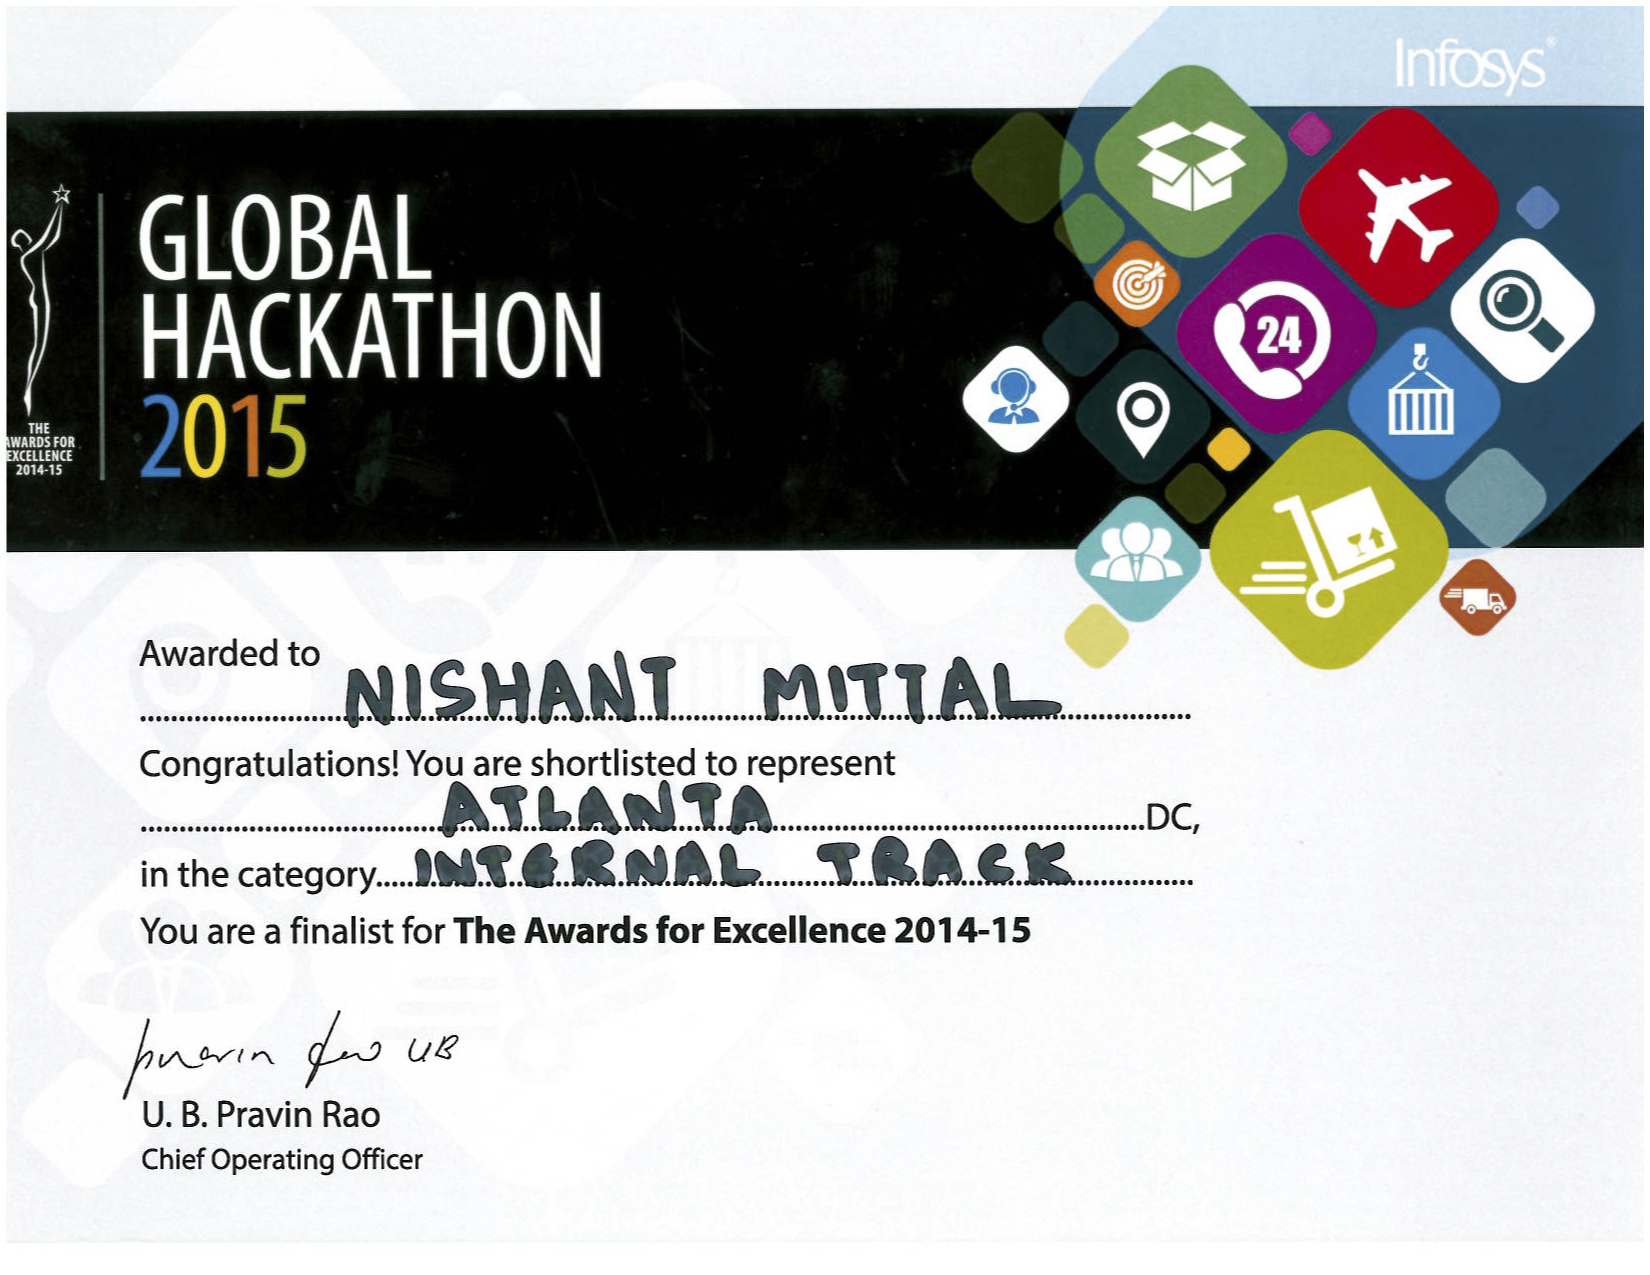 Infosys®
GLOBAL
HACKATHON
2015
THE
AWARDS FOR
EXCELLENCE
2014-15
24
Awarded to
NISHANT MITTAL
Congratulations! You are shortlisted to represent
ATLANTA DC,
in the category INTERNAL TRACK
You are a finalist for The Awards for Excellence 2014-15
Pravin Rao UB
U. B. Pravin Rao
Chief Operating Officer